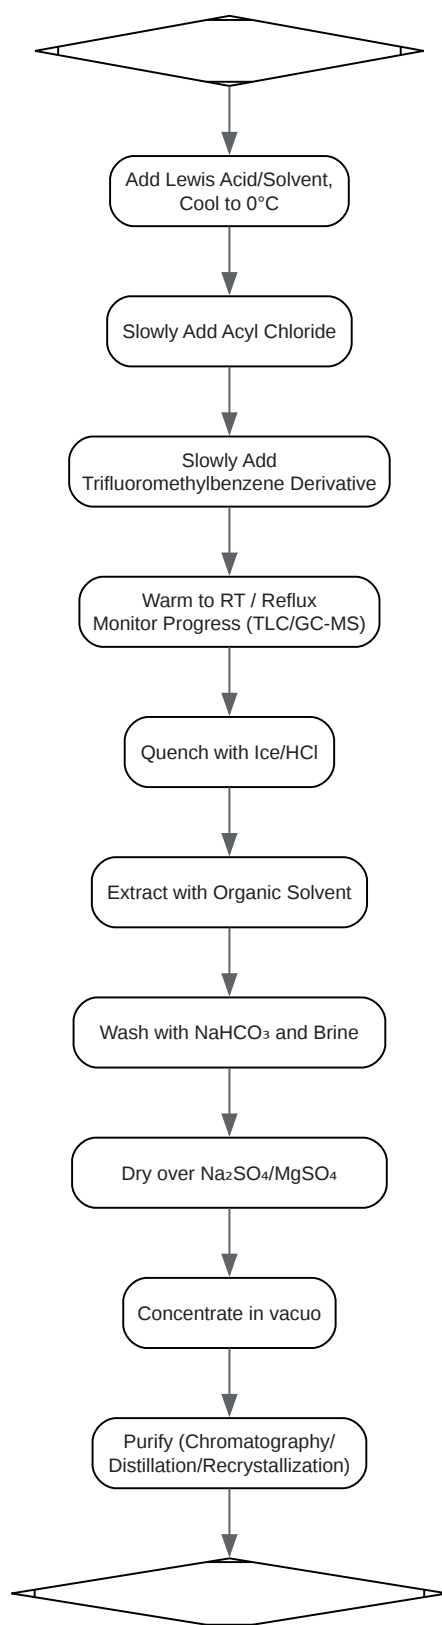 Add Lewis Acid/Solvent,
Cool to 0°C
Slowly Add Acyl Chloride
Slowly Add
Trifluoromethylbenzene Derivative
Warm to RT / Reflux
Monitor Progress (TLC/GC-MS)
Quench with Ice/HCl
Extract with Organic Solvent
Wash with NaHCO₃ and Brine
Dry over Na₂SO₄/MgSO₄
Concentrate in vacuo
Purify (Chromatography/
Distillation/Recrystallization)